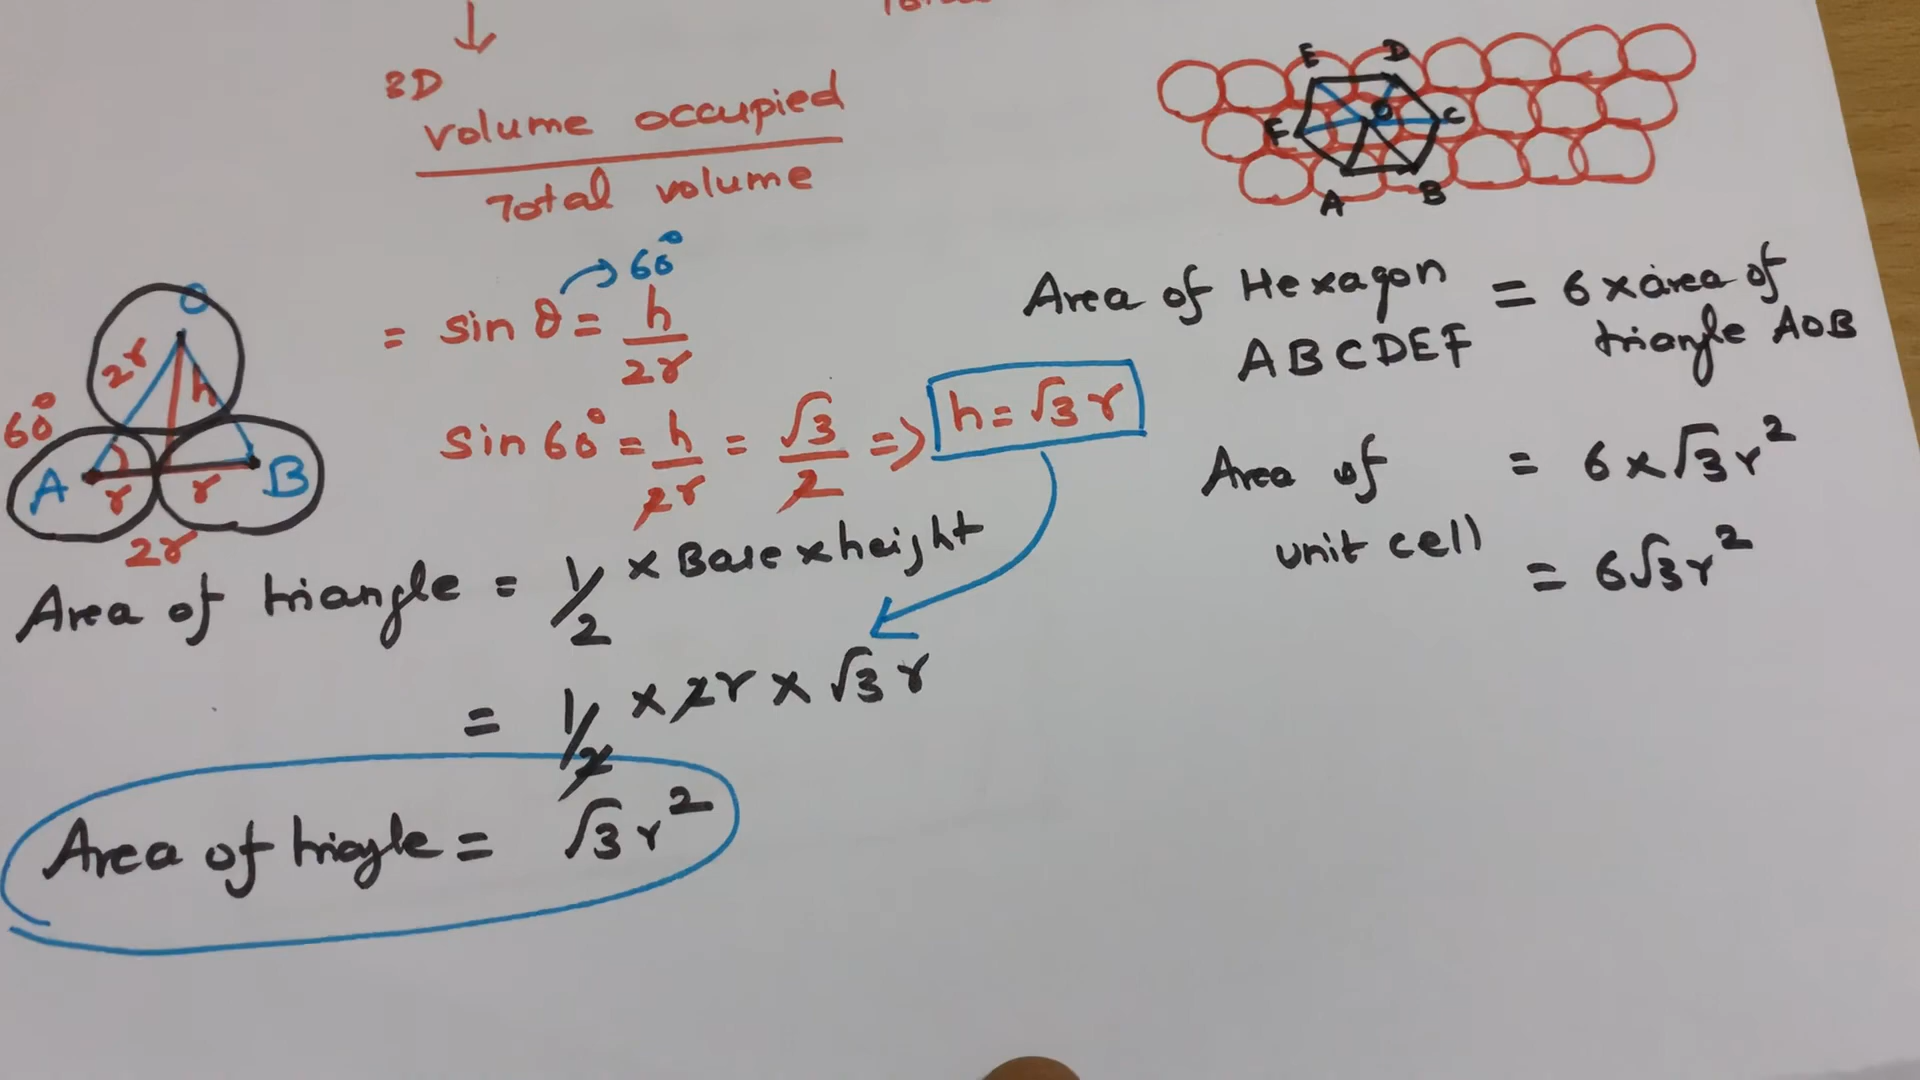 3D
volume occupied
Total volume
E D
F O C
A B
60°
= sin θ = h/2r
O
2r h
60°
A r r B
2r
sin 60° = h/2r = √3/2 => h = √3 r
Area of triangle = 1/2 × Base × height
= 1/2 × 2r × √3 r
Area of triagle = √3 r²
Area of Hexagon = 6 × area of
ABCDEF triangle AOB
Area of = 6 × √3 r²
unit cell
= 6√3 r²